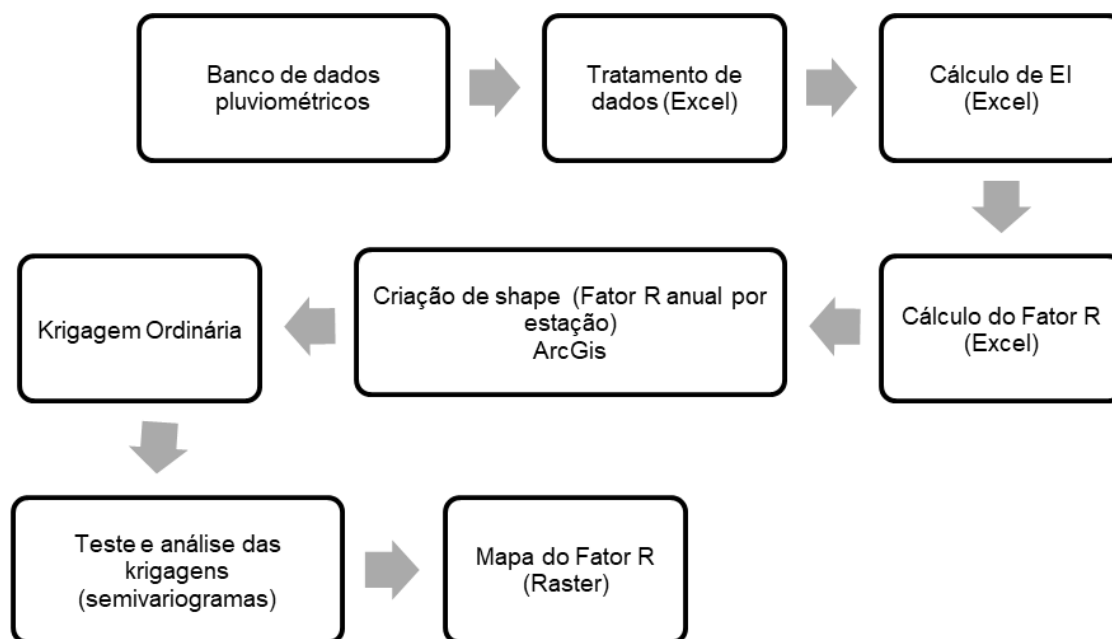 Banco de dados
pluviométricos
Tratamento de
dados (Excel)
Cálculo de EI
(Excel)
Cálculo do Fator R
(Excel)
Criação de shape (Fator R anual por
estação)
ArcGis
Krigagem Ordinária
Teste e análise das
krigagens
(semivariogramas)
Mapa do Fator R
(Raster)